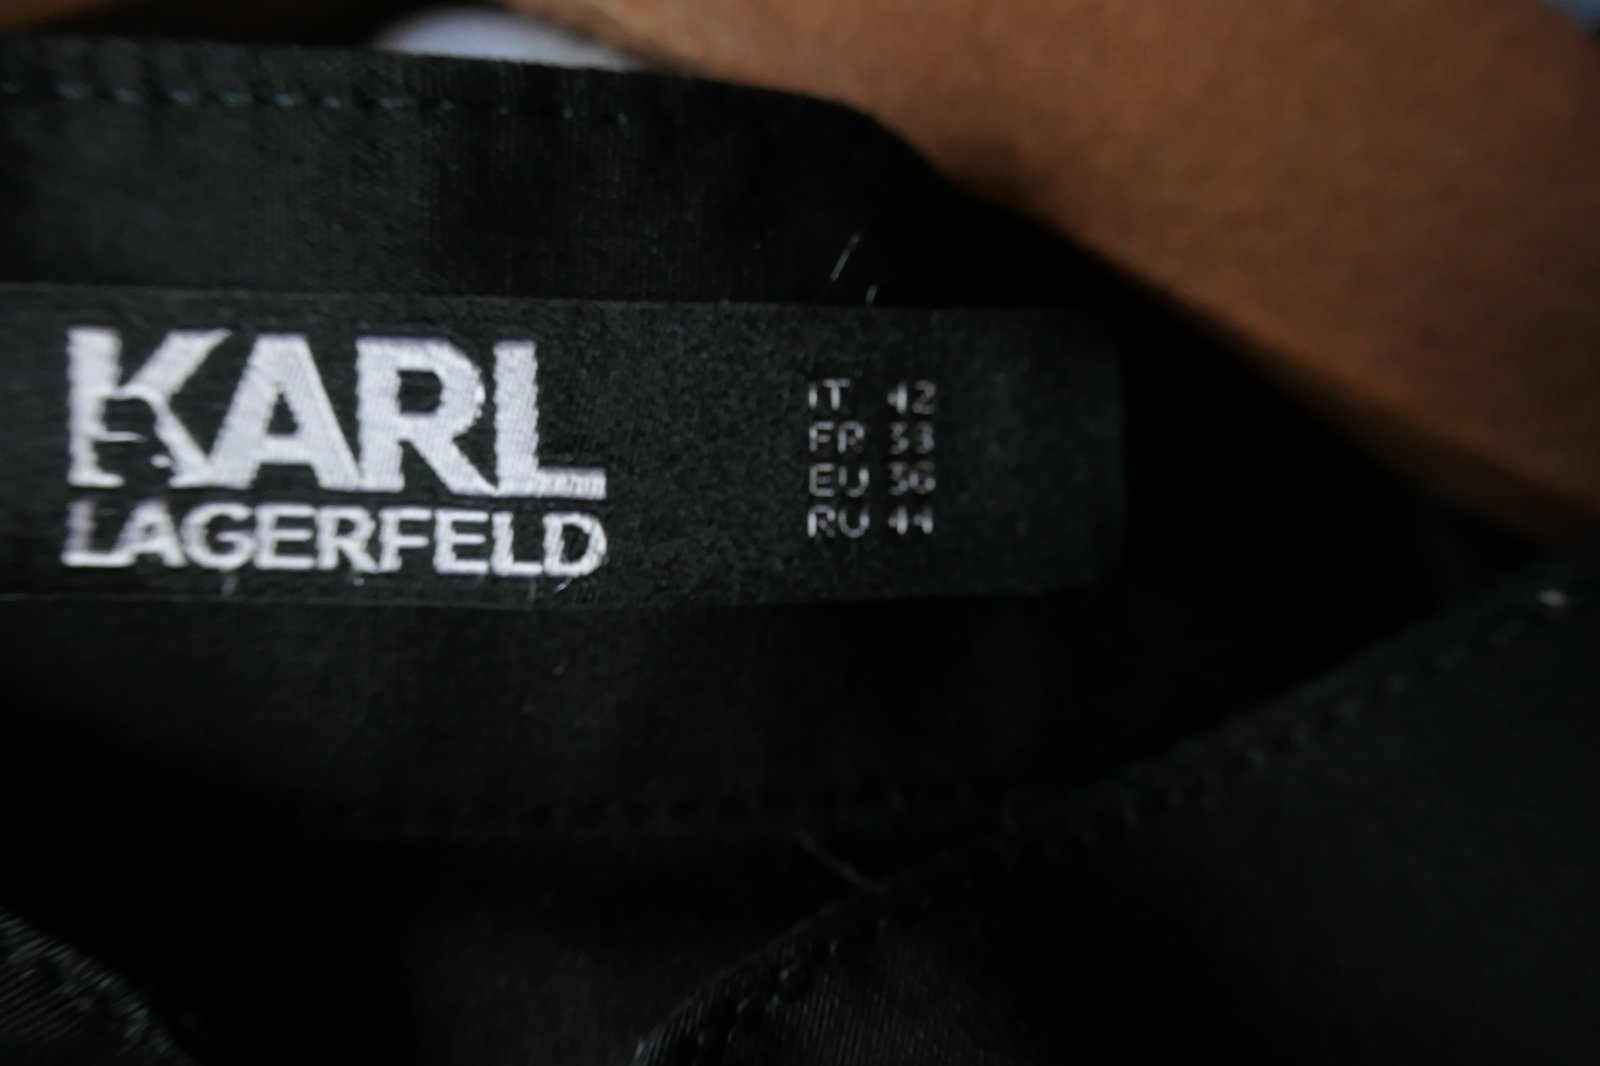 KARL
LAGERFELD
IT 42
FR 38
EU 36
RU 44